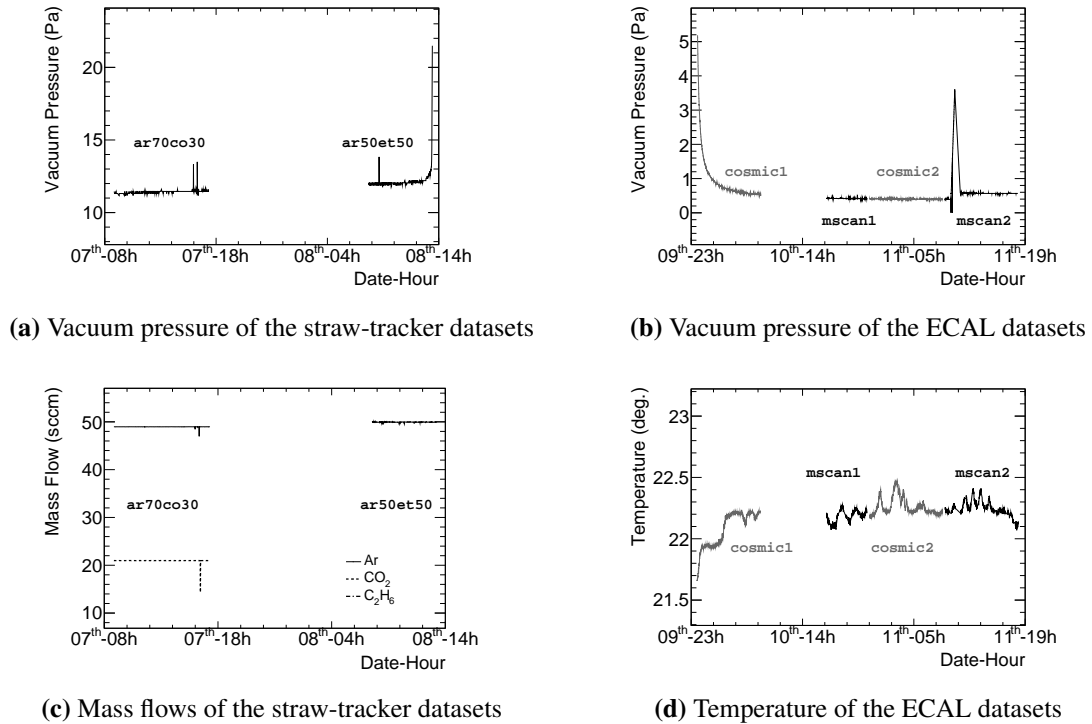 Vacuum Pressure (Pa)
20
18
16
14
12
10
ar70co30
ar50et50
07th-08h 07th-18h 08th-04h 08th-14h
Date-Hour
(a) Vacuum pressure of the straw-tracker datasets
Vacuum Pressure (Pa)
5
4
3
2
1
0
cosmic1
cosmic2
mscan1
mscan2
09th-23h 10th-14h 11th-05h 11th-19h
Date-Hour
(b) Vacuum pressure of the ECAL datasets
Mass Flow (sccm)
50
40
30
20
10
ar70co30
ar50et50
Ar
CO2
C2H6
07th-08h 07th-18h 08th-04h 08th-14h
Date-Hour
(c) Mass flows of the straw-tracker datasets
Temperature (deg.)
23
22.5
22
21.5
mscan1
mscan2
cosmic1
cosmic2
09th-23h 10th-14h 11th-05h 11th-19h
Date-Hour
(d) Temperature of the ECAL datasets